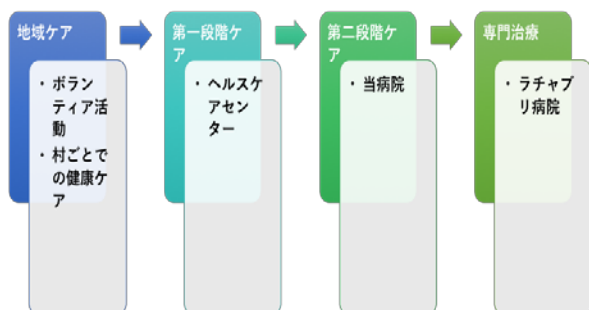 地域ケア
・ボラン
ティア活
動
・村ごとで
の健康ケ
ア
第一段階ケ
ア
・ヘルスケ
アセン
ター
第二段階ケ
ア
・当病院
専門治療
・ラチャブ
リ病院